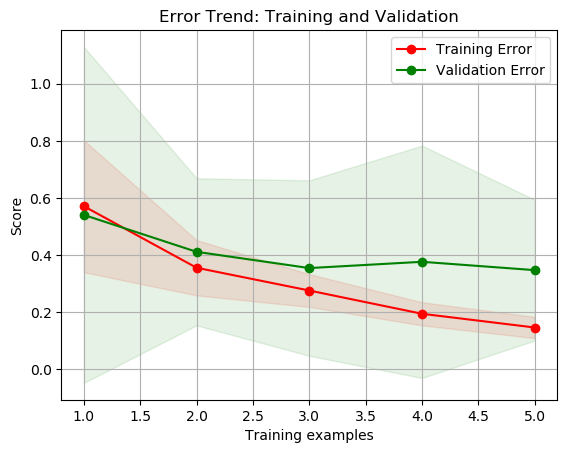 Error Trend: Training and Validation
Training Error
Validation Error
Score
1.0
0.8
0.6
0.4
0.2
0.0
1.0 1.5 2.0 2.5 3.0 3.5 4.0 4.5 5.0
Training examples